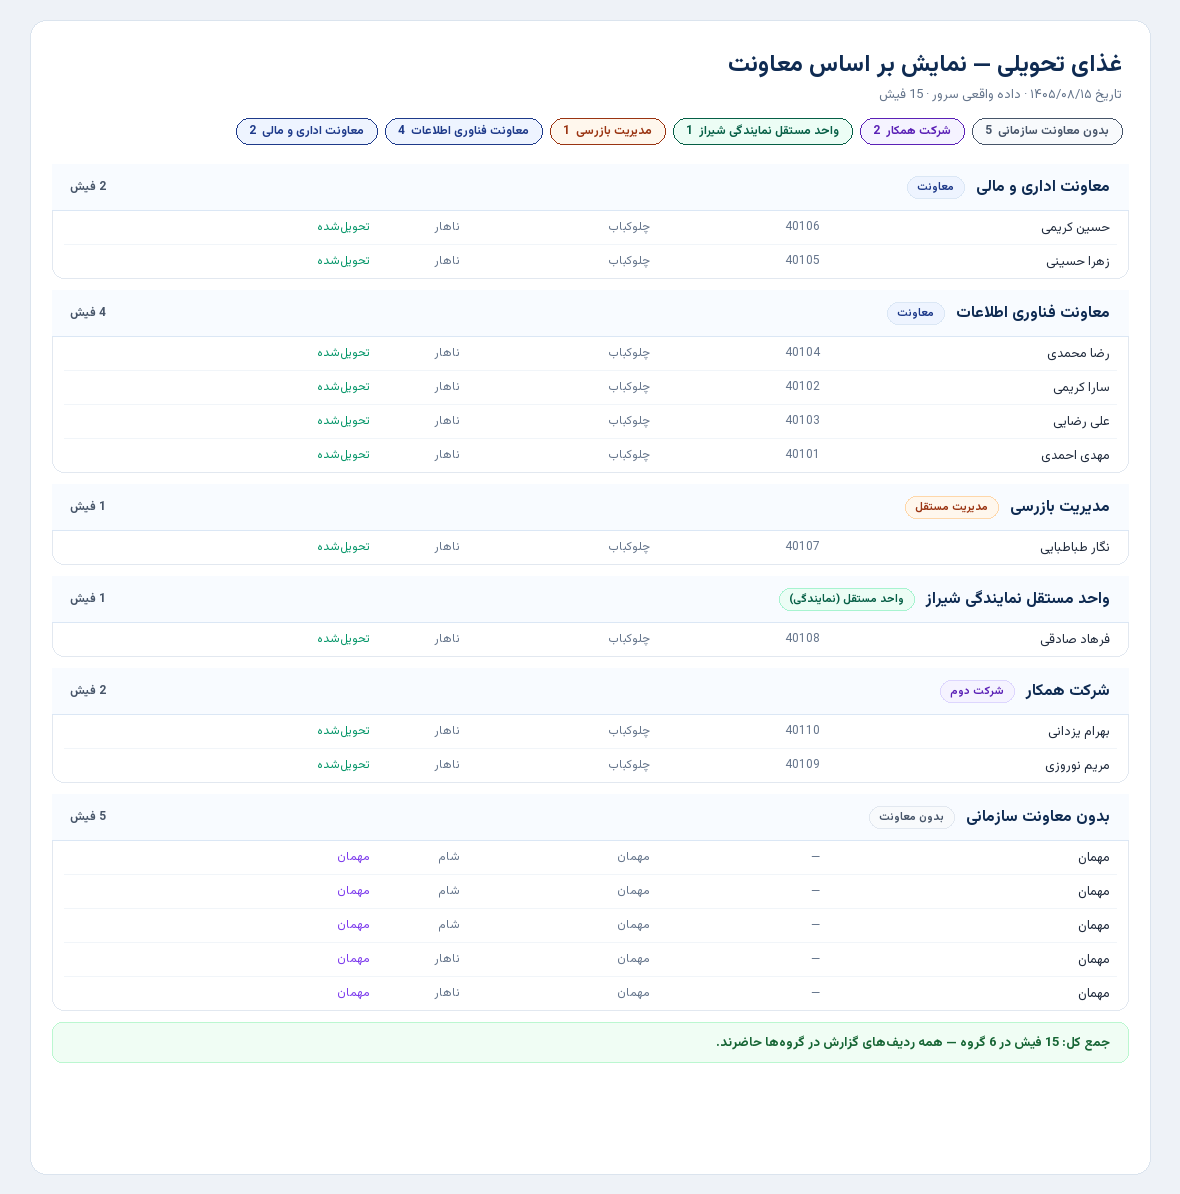 غذای تحویلی — نمایش بر اساس معاونت
تاریخ ۱۴۰۵/۰۸/۱۵ · داده واقعی سرور · 15 فیش
بدون معاونت سازمانی 5 شرکت همکار 2 واحد مستقل نمایندگی شیراز 1 مدیریت بازرسی 1 معاونت فناوری اطلاعات 4 معاونت اداری و مالی 2
معاونت اداری و مالی معاونت 2 فیش
حسین کریمی 40106 چلوکباب ناهار تحویل‌شده
زهرا حسینی 40105 چلوکباب ناهار تحویل‌شده
معاونت فناوری اطلاعات معاونت 4 فیش
رضا محمدی 40104 چلوکباب ناهار تحویل‌شده
سارا کریمی 40102 چلوکباب ناهار تحویل‌شده
علی رضایی 40103 چلوکباب ناهار تحویل‌شده
مهدی احمدی 40101 چلوکباب ناهار تحویل‌شده
مدیریت بازرسی مدیریت مستقل 1 فیش
نگار طباطبایی 40107 چلوکباب ناهار تحویل‌شده
واحد مستقل نمایندگی شیراز واحد مستقل (نمایندگی) 1 فیش
فرهاد صادقی 40108 چلوکباب ناهار تحویل‌شده
شرکت همکار شرکت دوم 2 فیش
بهرام یزدانی 40110 چلوکباب ناهار تحویل‌شده
مریم نوروزی 40109 چلوکباب ناهار تحویل‌شده
بدون معاونت سازمانی بدون معاونت 5 فیش
مهمان — مهمان شام مهمان
مهمان — مهمان شام مهمان
مهمان — مهمان شام مهمان
مهمان — مهمان ناهار مهمان
مهمان — مهمان ناهار مهمان
جمع کل: 15 فیش در 6 گروه — همه ردیف‌های گزارش در گروه‌ها حاضرند.